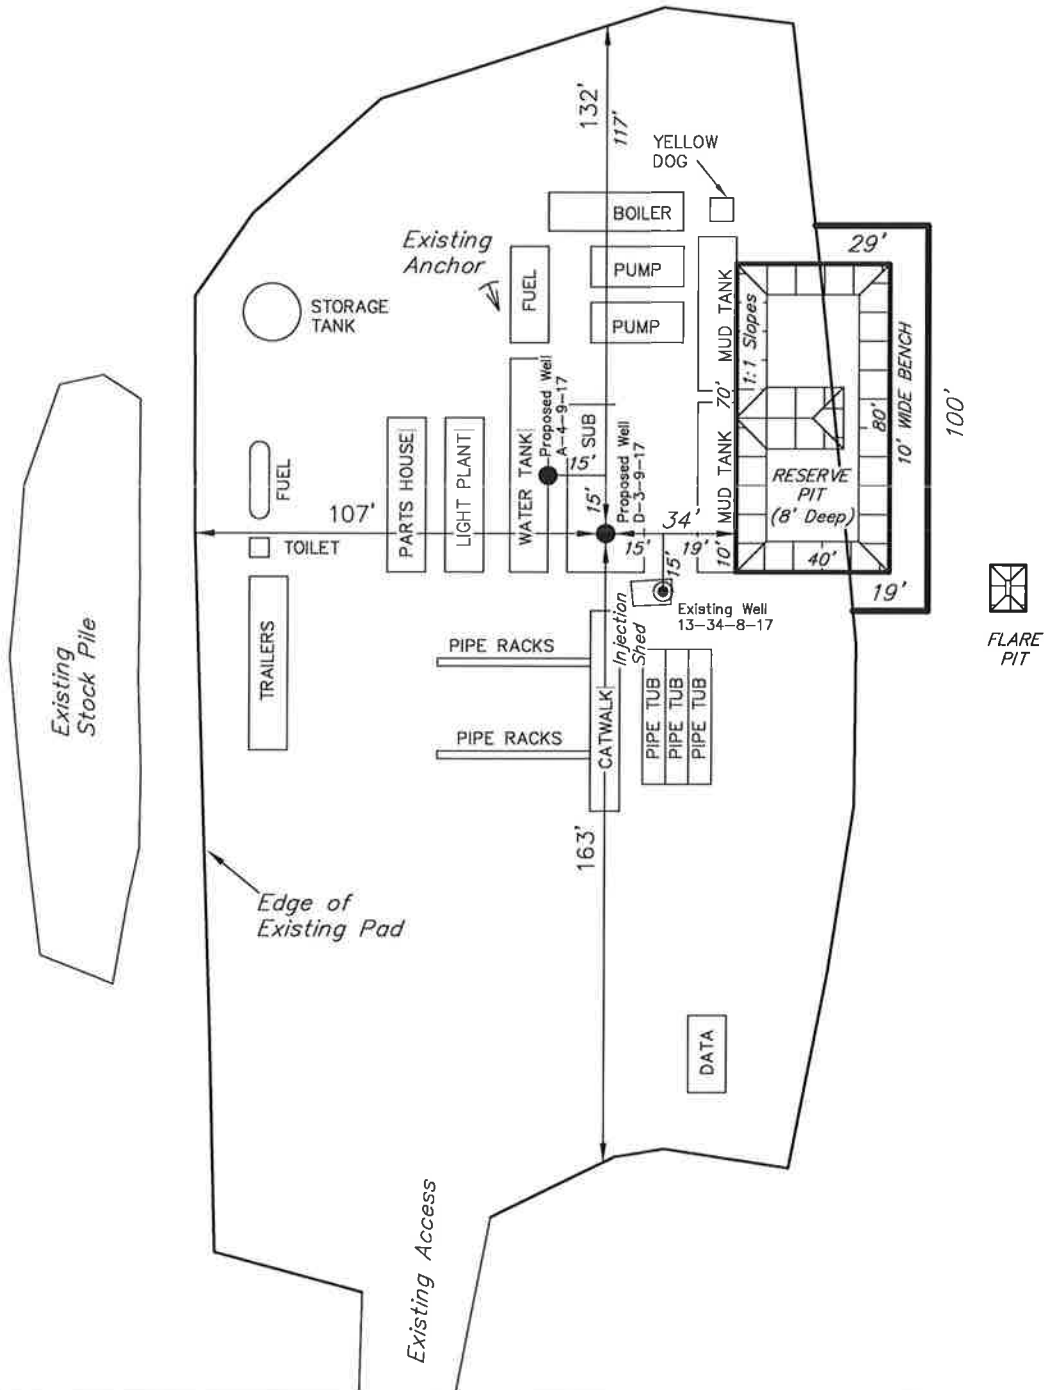 132'
117'
YELLOW
DOG
BOILER
29'
Existing
Anchor
FUEL
PUMP
STORAGE
TANK
PUMP
MUD TANK
1:1 Slopes
10' WIDE BENCH
100'
Proposed Well
A-4-9-17
SUB
70'
80'
PARTS HOUSE
LIGHT PLANT
WATER TANK
15'
FUEL
15'
Proposed Well
D-3-9-17
MUD TANK
RESERVE
PIT
(8' Deep)
107'
34'
TOILET
15'
19'
10'
40'
15'
19'
Existing Well
13-34-8-17
Injection
Shed
FLARE
PIT
TRAILERS
PIPE RACKS
PIPE TUB
PIPE TUB
PIPE TUB
Existing
Stock Pile
CATWALK
PIPE RACKS
163'
Edge of
Existing Pad
DATA
Existing Access